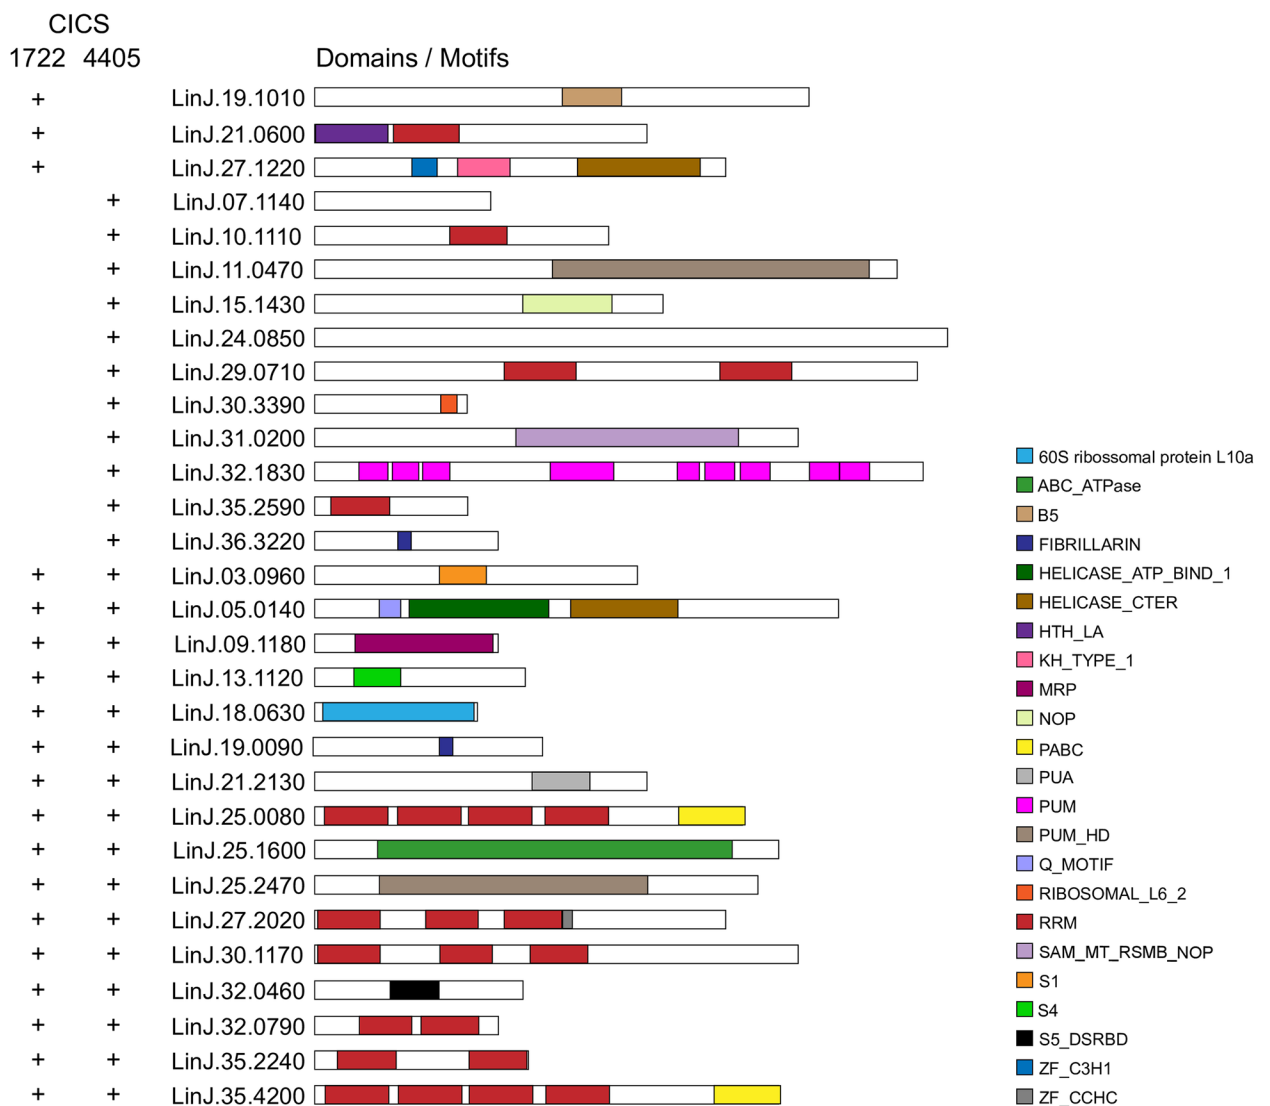 CICS
1722 4405 Domains / Motifs
+ LinJ.19.1010
+ LinJ.21.0600
+ LinJ.27.1220
+ LinJ.07.1140
+ LinJ.10.1110
+ LinJ.11.0470
+ LinJ.15.1430
+ LinJ.24.0850
+ LinJ.29.0710
+ LinJ.30.3390
+ LinJ.31.0200
+ LinJ.32.1830
+ LinJ.35.2590
+ LinJ.36.3220
+ + LinJ.03.0960
+ + LinJ.05.0140
+ + LinJ.09.1180
+ + LinJ.13.1120
+ + LinJ.18.0630
+ + LinJ.19.0090
+ + LinJ.21.2130
+ + LinJ.25.0080
+ + LinJ.25.1600
+ + LinJ.25.2470
+ + LinJ.27.2020
+ + LinJ.30.1170
+ + LinJ.32.0460
+ + LinJ.32.0790
+ + LinJ.35.2240
+ + LinJ.35.4200
60S ribossomal protein L10a
ABC_ATPase
B5
FIBRILLARIN
HELICASE_ATP_BIND_1
HELICASE_CTER
HTH_LA
KH_TYPE_1
MRP
NOP
PABC
PUA
PUM
PUM_HD
Q_MOTIF
RIBOSOMAL_L6_2
RRM
SAM_MT_RSMB_NOP
S1
S4
S5_DSRBD
ZF_C3H1
ZF_CCHC